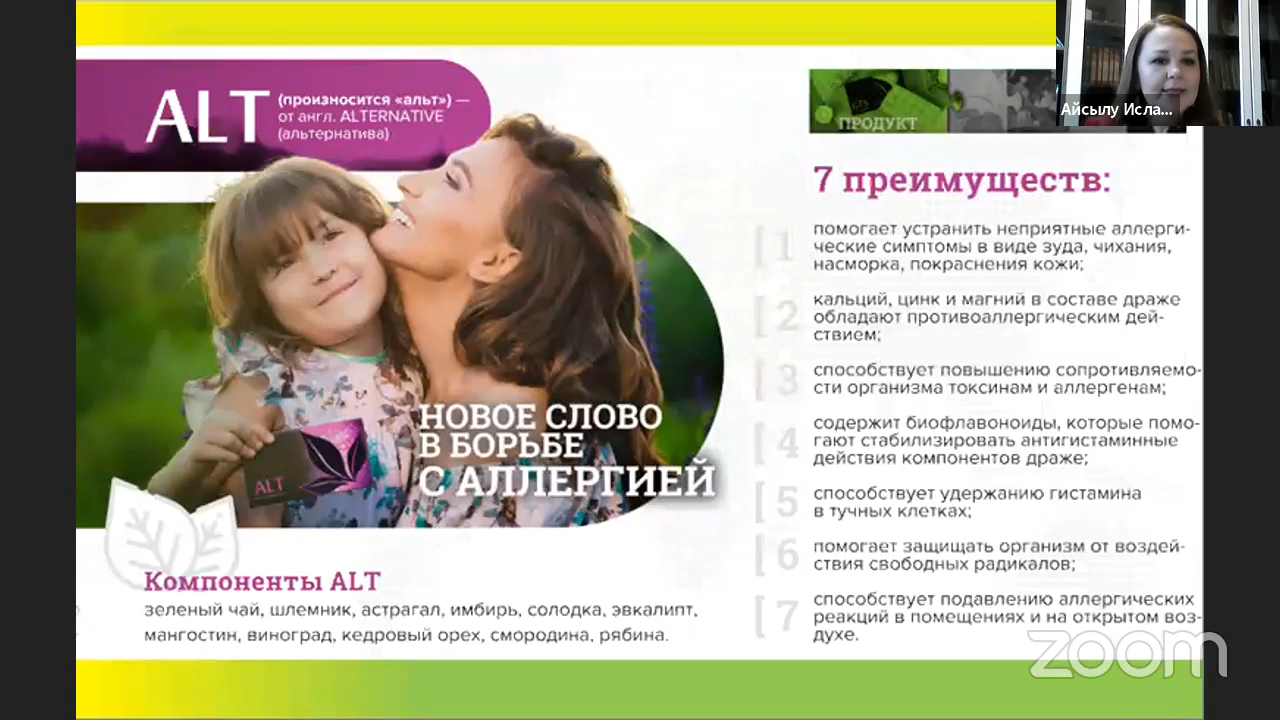 ALT
(произносится «альт») —
от англ. ALTERNATIVE
(альтернатива)
НОВОЕ СЛОВО
В БОРЬБЕ
С АЛЛЕРГИЕЙ
ALT
Компоненты ALT
зеленый чай, шлемник, астрагал, имбирь, солодка, эвкалипт,
мангостин, виноград, кедровый орех, смородина, рябина.
ПРОДУКТ
Айсылу Исла...
7 преимуществ:
[ 1 помогает устранить неприятные аллерги-
ческие симптомы в виде зуда, чихания,
насморка, покраснения кожи;
[ 2 кальций, цинк и магний в составе драже
обладают противоаллергическим дей-
ствием;
[ 3 способствует повышению сопротивляемо-
сти организма токсинам и аллергенам;
[ 4 содержит биофлавоноиды, которые помо-
гают стабилизировать антигистаминные
действия компонентов драже;
[ 5 способствует удержанию гистамина
в тучных клетках;
[ 6 помогает защищать организм от воздей-
ствия свободных радикалов;
[ 7 способствует подавлению аллергических
реакций в помещениях и на открытом воз-
духе.
zoom